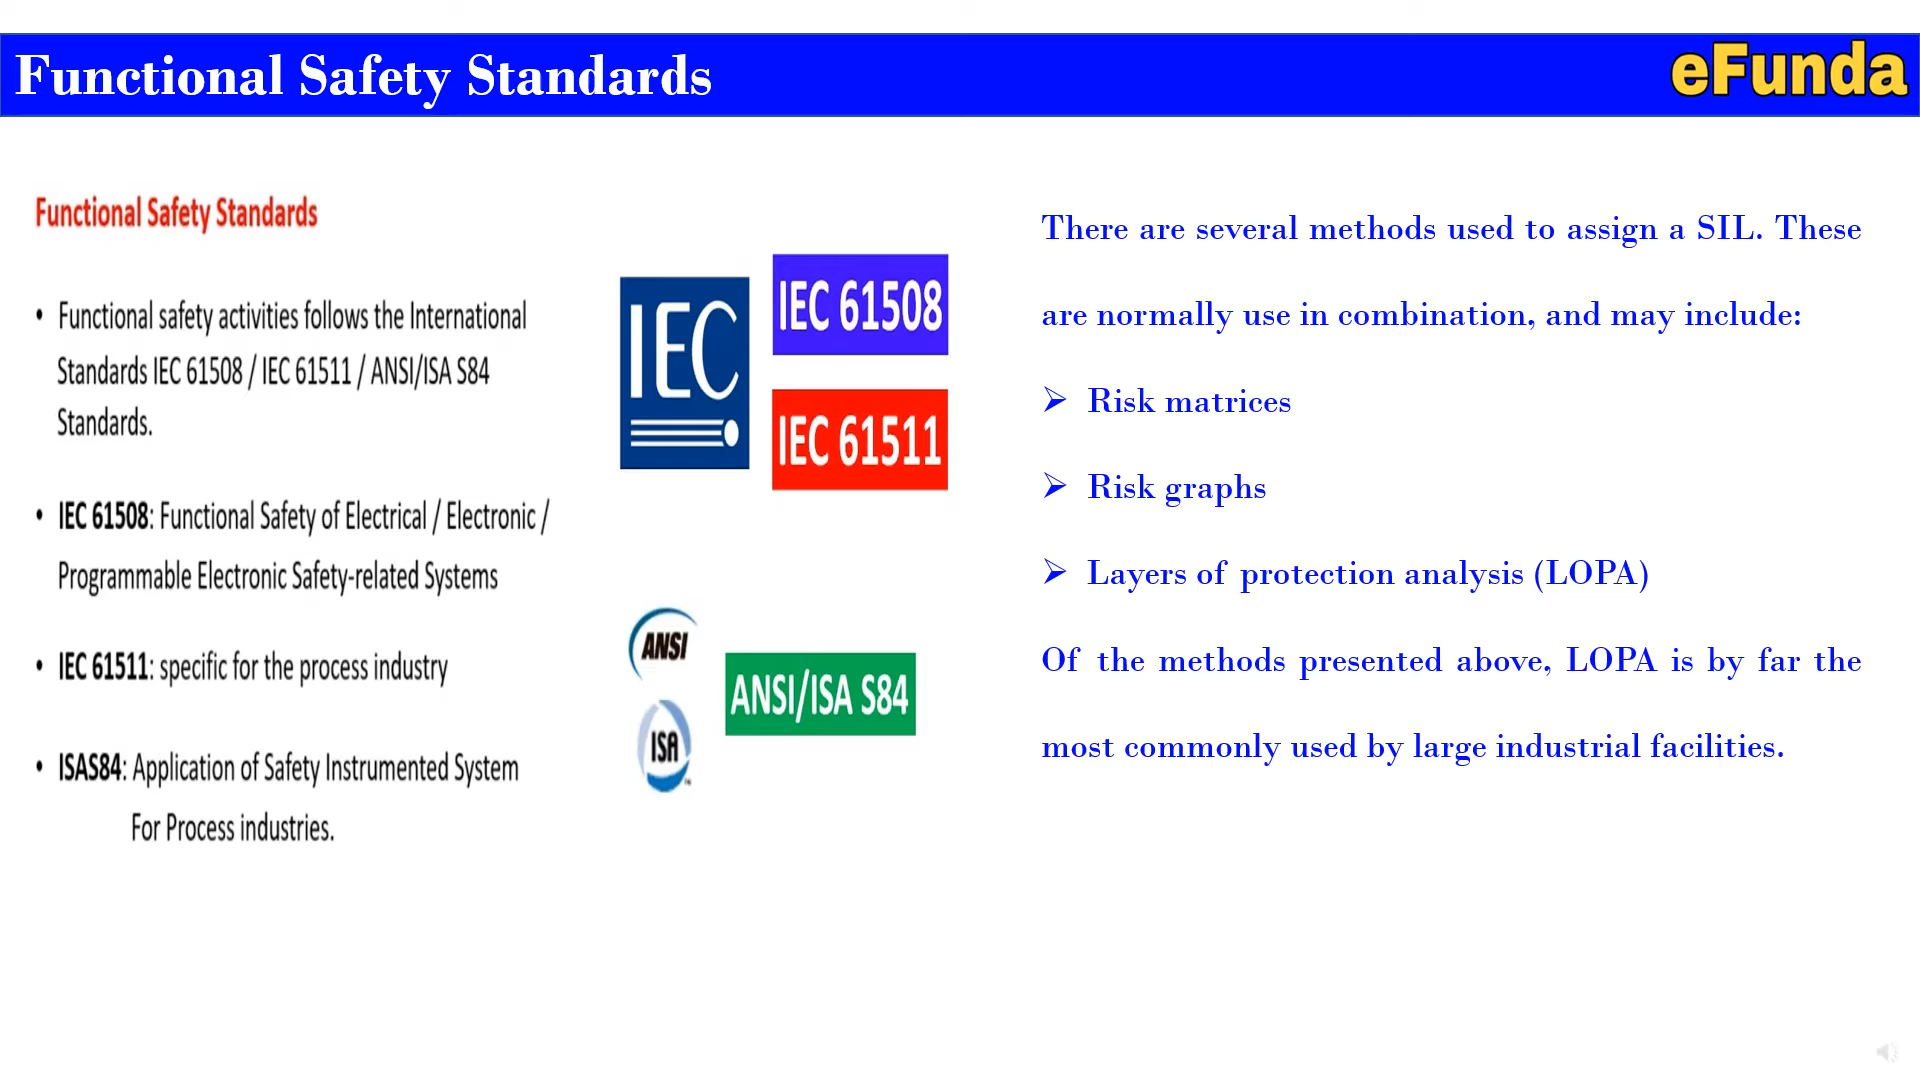 Functional Safety Standards
eFunda
Functional Safety Standards
• Functional safety activities follows the International
Standards IEC 61508 / IEC 61511 / ANSI/ISA S84
Standards.
• IEC 61508: Functional Safety of Electrical / Electronic /
Programmable Electronic Safety-related Systems
• IEC 61511: specific for the process industry
• ISAS84: Application of Safety Instrumented System
For Process industries.
IEC
IEC 61508
IEC 61511
ANSI
ISA
ANSI/ISA S84
There are several methods used to assign a SIL. These
are normally use in combination, and may include:
➢ Risk matrices
➢ Risk graphs
➢ Layers of protection analysis (LOPA)
Of the methods presented above, LOPA is by far the
most commonly used by large industrial facilities.